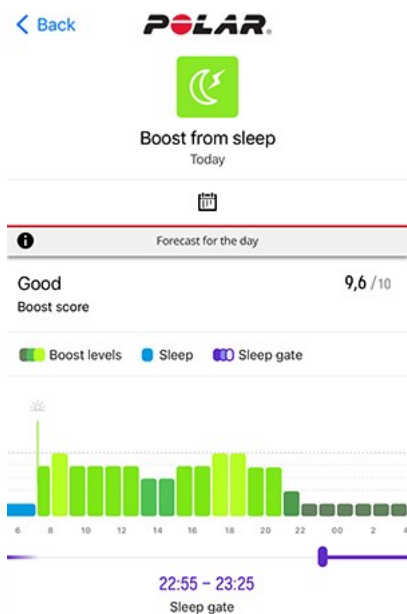 Back
POLAR
Boost from sleep
Today
Forecast for the day
Good 9,6 /10
Boost score
Boost levels Sleep Sleep gate
6 8 10 12 14 16 18 20 22 00 2 4
22:55 – 23:25
Sleep gate